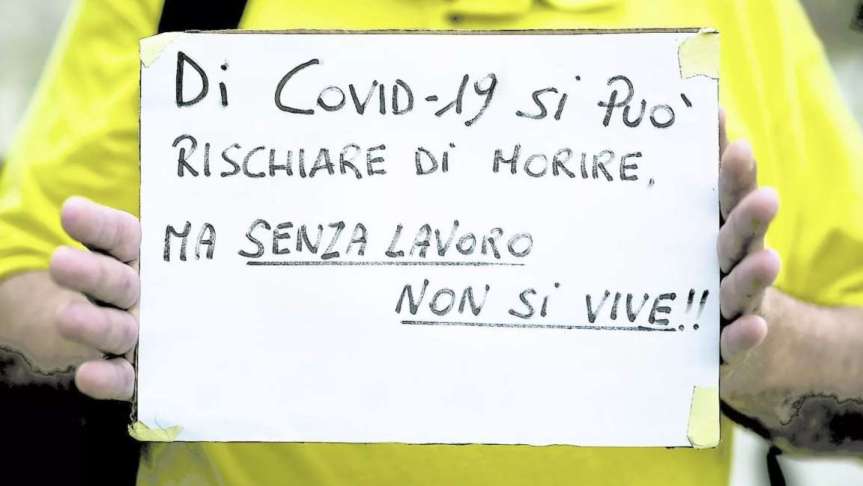 Di COVID-19 Si PUO'
RISCHIARE Di MORIRE,
MA SENZA LAVORO
NON Si VIVE!!